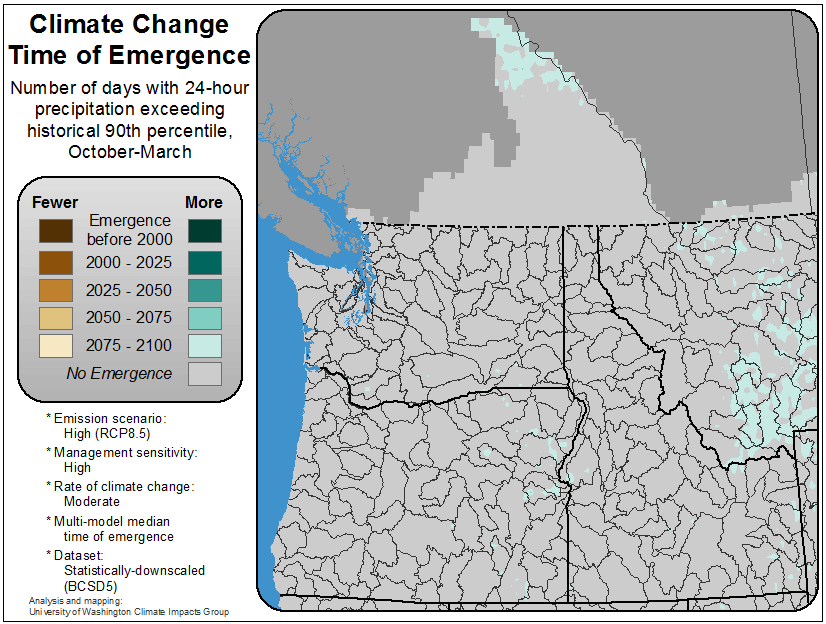 Climate Change
Time of Emergence
Number of days with 24-hour
precipitation exceeding
historical 90th percentile,
October-March
Fewer More
Emergence
before 2000
2000 - 2025
2025 - 2050
2050 - 2075
2075 - 2100
No Emergence
* Emission scenario:
High (RCP8.5)
* Management sensitivity:
High
* Rate of climate change:
Moderate
* Multi-model median
time of emergence
* Dataset:
Statistically-downscaled
(BCSD5)
Analysis and mapping:
University of Washington Climate Impacts Group